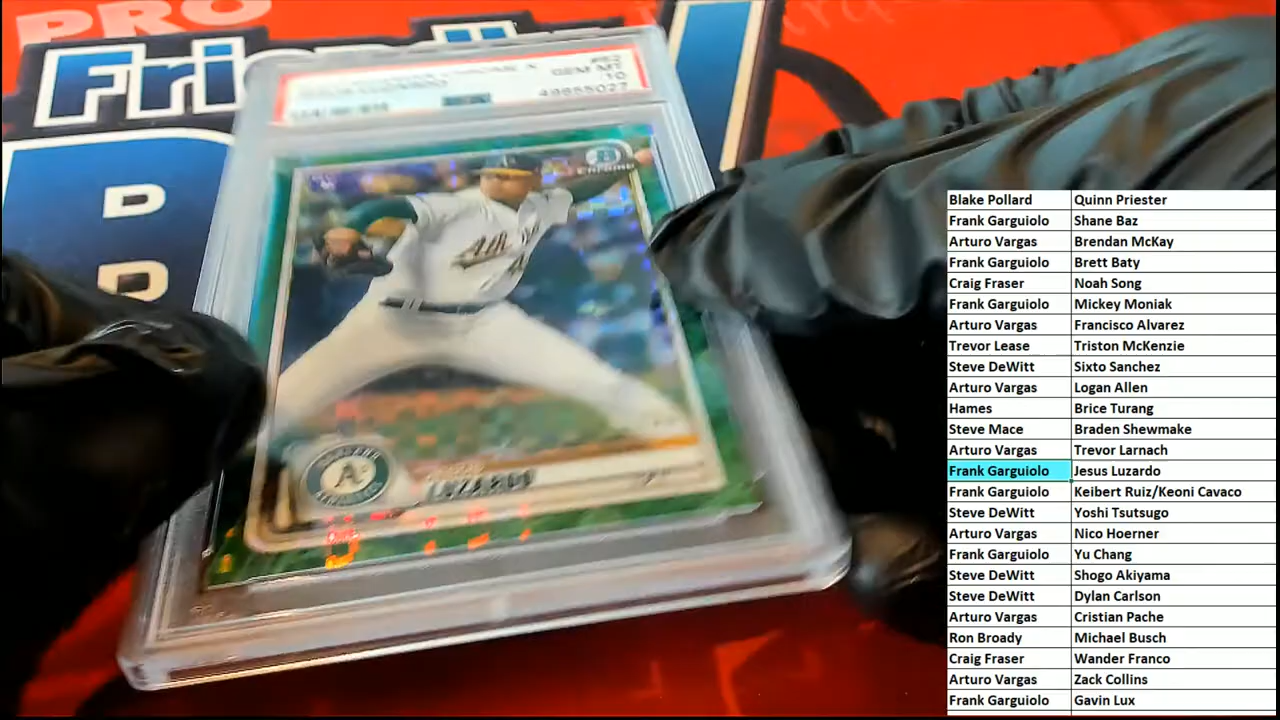 PRO
Fri
#62
GEM MT
10
49655027
CHROME
A's
LUZARDO
Blake Pollard Quinn Priester
Frank Garguiolo Shane Baz
Arturo Vargas Brendan McKay
Frank Garguiolo Brett Baty
Craig Fraser Noah Song
Frank Garguiolo Mickey Moniak
Arturo Vargas Francisco Alvarez
Trevor Lease Triston McKenzie
Steve DeWitt Sixto Sanchez
Arturo Vargas Logan Allen
Hames Brice Turang
Steve Mace Braden Shewmake
Arturo Vargas Trevor Larnach
Frank Garguiolo Jesus Luzardo
Frank Garguiolo Keibert Ruiz/Keoni Cavaco
Steve DeWitt Yoshi Tsutsugo
Arturo Vargas Nico Hoerner
Frank Garguiolo Yu Chang
Steve DeWitt Shogo Akiyama
Steve DeWitt Dylan Carlson
Arturo Vargas Cristian Pache
Ron Broady Michael Busch
Craig Fraser Wander Franco
Arturo Vargas Zack Collins
Frank Garguiolo Gavin Lux